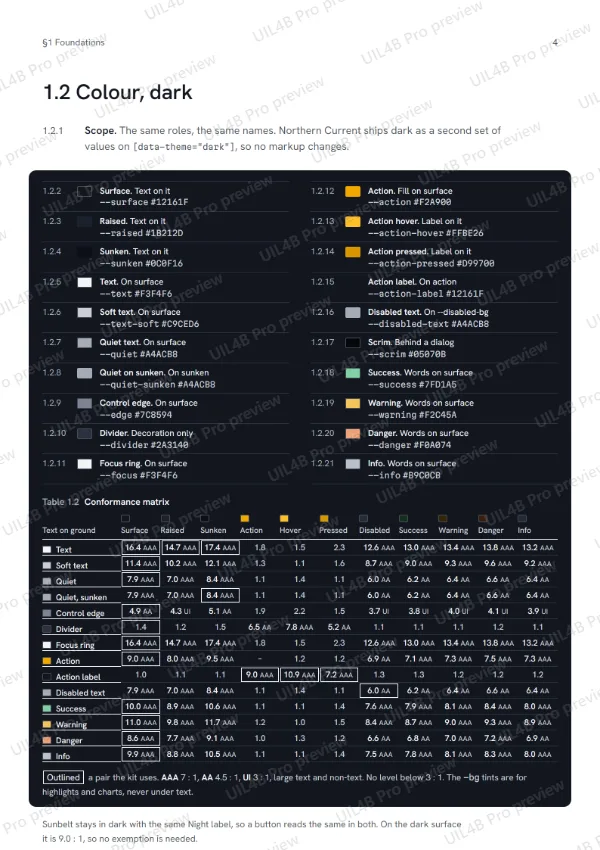 §1 Foundations 4
1.2 Colour, dark
1.2.1 Scope. The same roles, the same names. Northern Current ships dark as a second set of
values on [data-theme="dark"], so no markup changes.
1.2.2 Surface. Text on it
--surface #12161F
1.2.3 Raised. Text on it
--raised #1B212D
1.2.4 Sunken. Text on it
--sunken #0C0F16
1.2.5 Text. On surface
--text #F3F4F6
1.2.6 Soft text. On surface
--text-soft #C9CED6
1.2.7 Quiet text. On surface
--quiet #A4ACB8
1.2.8 Quiet on sunken. On sunken
--quiet-sunken #A4ACB8
1.2.9 Control edge. On surface
--edge #7C8594
1.2.10 Divider. Decoration only
--divider #2A3140
1.2.11 Focus ring. On surface
--focus #F3F4F6
1.2.12 Action. Fill on surface
--action #F2A900
1.2.13 Action hover. Label on it
--action-hover #FFBE26
1.2.14 Action pressed. Label on it
--action-pressed #D99700
1.2.15 Action label. On action
--action-label #12161F
1.2.16 Disabled text. On --disabled-bg
--disabled-text #A4ACB8
1.2.17 Scrim. Behind a dialog
--scrim #05070B
1.2.18 Success. Words on surface
--success #7FD1A5
1.2.19 Warning. Words on surface
--warning #F2C45A
1.2.20 Danger. Words on surface
--danger #F0A074
1.2.21 Info. Words on surface
--info #B9C0CB
Table 1.2 Conformance matrix
Text on ground Surface Raised Sunken Action Hover Pressed Disabled Success Warning Danger Info
Text 16.4 AAA 14.7 AAA 17.4 AAA 1.8 1.5 2.3 12.6 AAA 13.0 AAA 13.4 AAA 13.8 AAA 13.2 AAA
Soft text 11.4 AAA 10.2 AAA 12.1 AAA 1.3 1.1 1.6 8.7 AAA 9.0 AAA 9.3 AAA 9.6 AAA 9.2 AAA
Quiet 7.9 AAA 7.0 AAA 8.4 AAA 1.1 1.4 1.1 6.0 AA 6.2 AA 6.4 AA 6.6 AA 6.4 AA
Quiet, sunken 7.9 AAA 7.0 AAA 8.4 AAA 1.1 1.4 1.1 6.0 AA 6.2 AA 6.4 AA 6.6 AA 6.4 AA
Control edge 4.9 AA 4.3 UI 5.1 AA 1.9 2.2 1.5 3.7 UI 3.8 UI 4.0 UI 4.1 UI 3.9 UI
Divider 1.4 1.2 1.5 6.5 AA 7.8 AAA 5.2 AA 1.1 1.1 1.1 1.2 1.1
Focus ring 16.4 AAA 14.7 AAA 17.4 AAA 1.8 1.5 2.3 12.6 AAA 13.0 AAA 13.4 AAA 13.8 AAA 13.2 AAA
Action 9.0 AAA 8.0 AAA 9.5 AAA – 1.2 1.2 6.9 AA 7.1 AAA 7.3 AAA 7.5 AAA 7.3 AAA
Action label 1.0 1.1 1.1 9.0 AAA 10.9 AAA 7.2 AAA 1.3 1.3 1.2 1.2 1.2
Disabled text 7.9 AAA 7.0 AAA 8.4 AAA 1.1 1.4 1.1 6.0 AA 6.2 AA 6.4 AA 6.6 AA 6.4 AA
Success 10.0 AAA 8.9 AAA 10.6 AAA 1.1 1.1 1.4 7.6 AAA 7.9 AAA 8.1 AAA 8.4 AAA 8.0 AAA
Warning 11.0 AAA 9.8 AAA 11.7 AAA 1.2 1.0 1.5 8.4 AAA 8.7 AAA 9.0 AAA 9.3 AAA 8.9 AAA
Danger 8.6 AAA 7.7 AAA 9.1 AAA 1.0 1.3 1.2 6.6 AA 6.8 AA 7.0 AAA 7.2 AAA 6.9 AA
Info 9.9 AAA 8.8 AAA 10.5 AAA 1.1 1.1 1.4 7.5 AAA 7.8 AAA 8.1 AAA 8.3 AAA 8.0 AAA
Outlined a pair the kit uses. AAA 7 : 1, AA 4.5 : 1, UI 3 : 1, large text and non-text. No level below 3 : 1. The -bg tints are for
highlights and charts, never under text.
Sunbelt stays in dark with the same Night label, so a button reads the same in both. On the dark surface
it is 9.0 : 1, so no exemption is needed.
UIL4B Pro preview